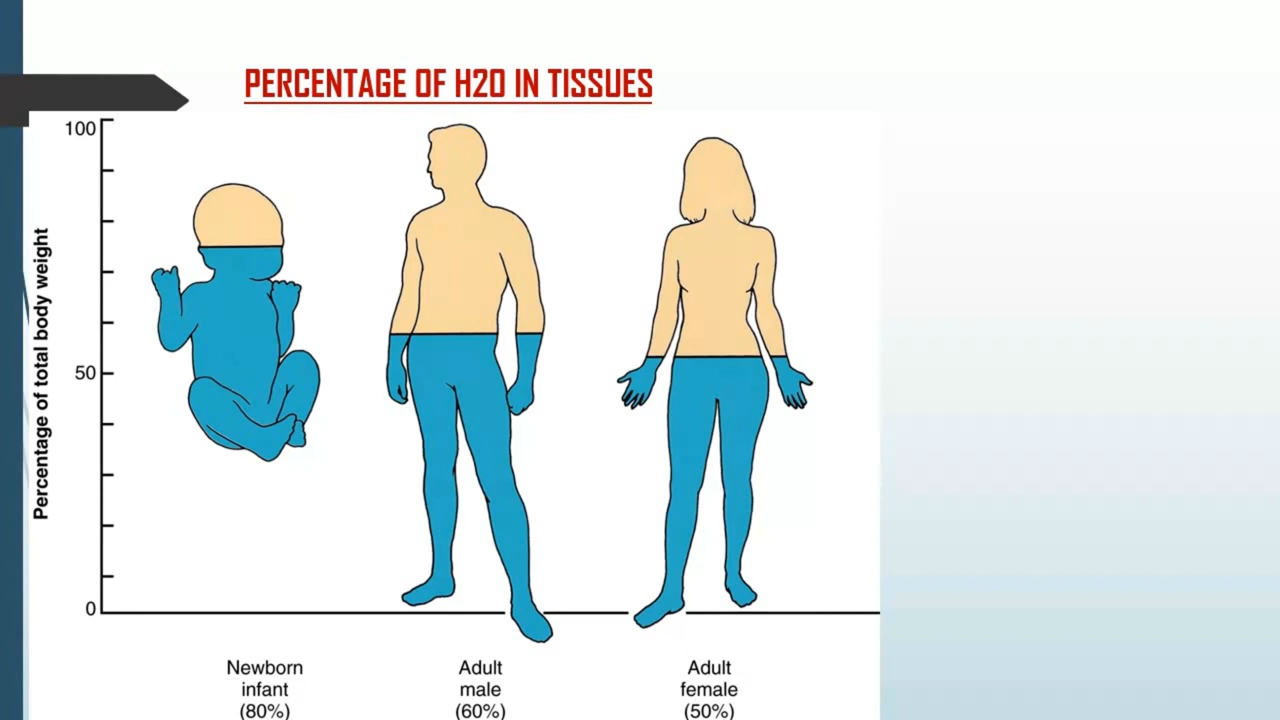 PERCENTAGE OF H2O IN TISSUES
100
50
0
Percentage of total body weight
Newborn
infant
(80%)
Adult
male
(60%)
Adult
female
(50%)